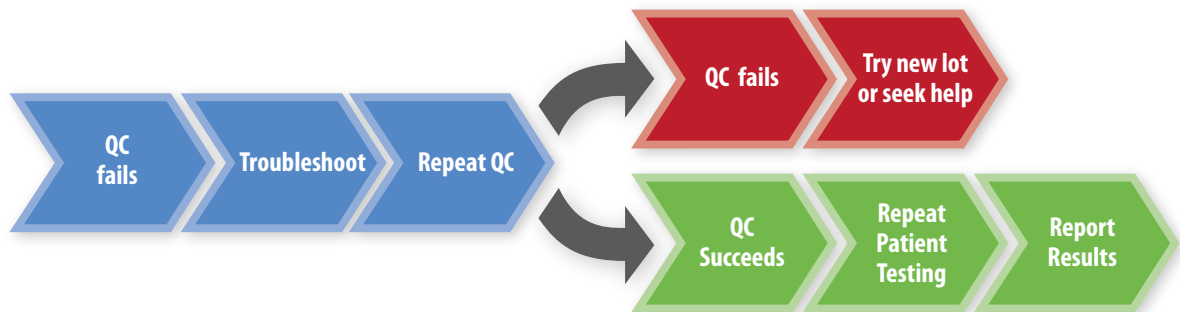 QC
fails
Troubleshoot
Repeat QC
QC fails
Try new lot
or seek help
QC
Succeeds
Repeat
Patient
Testing
Report
Results